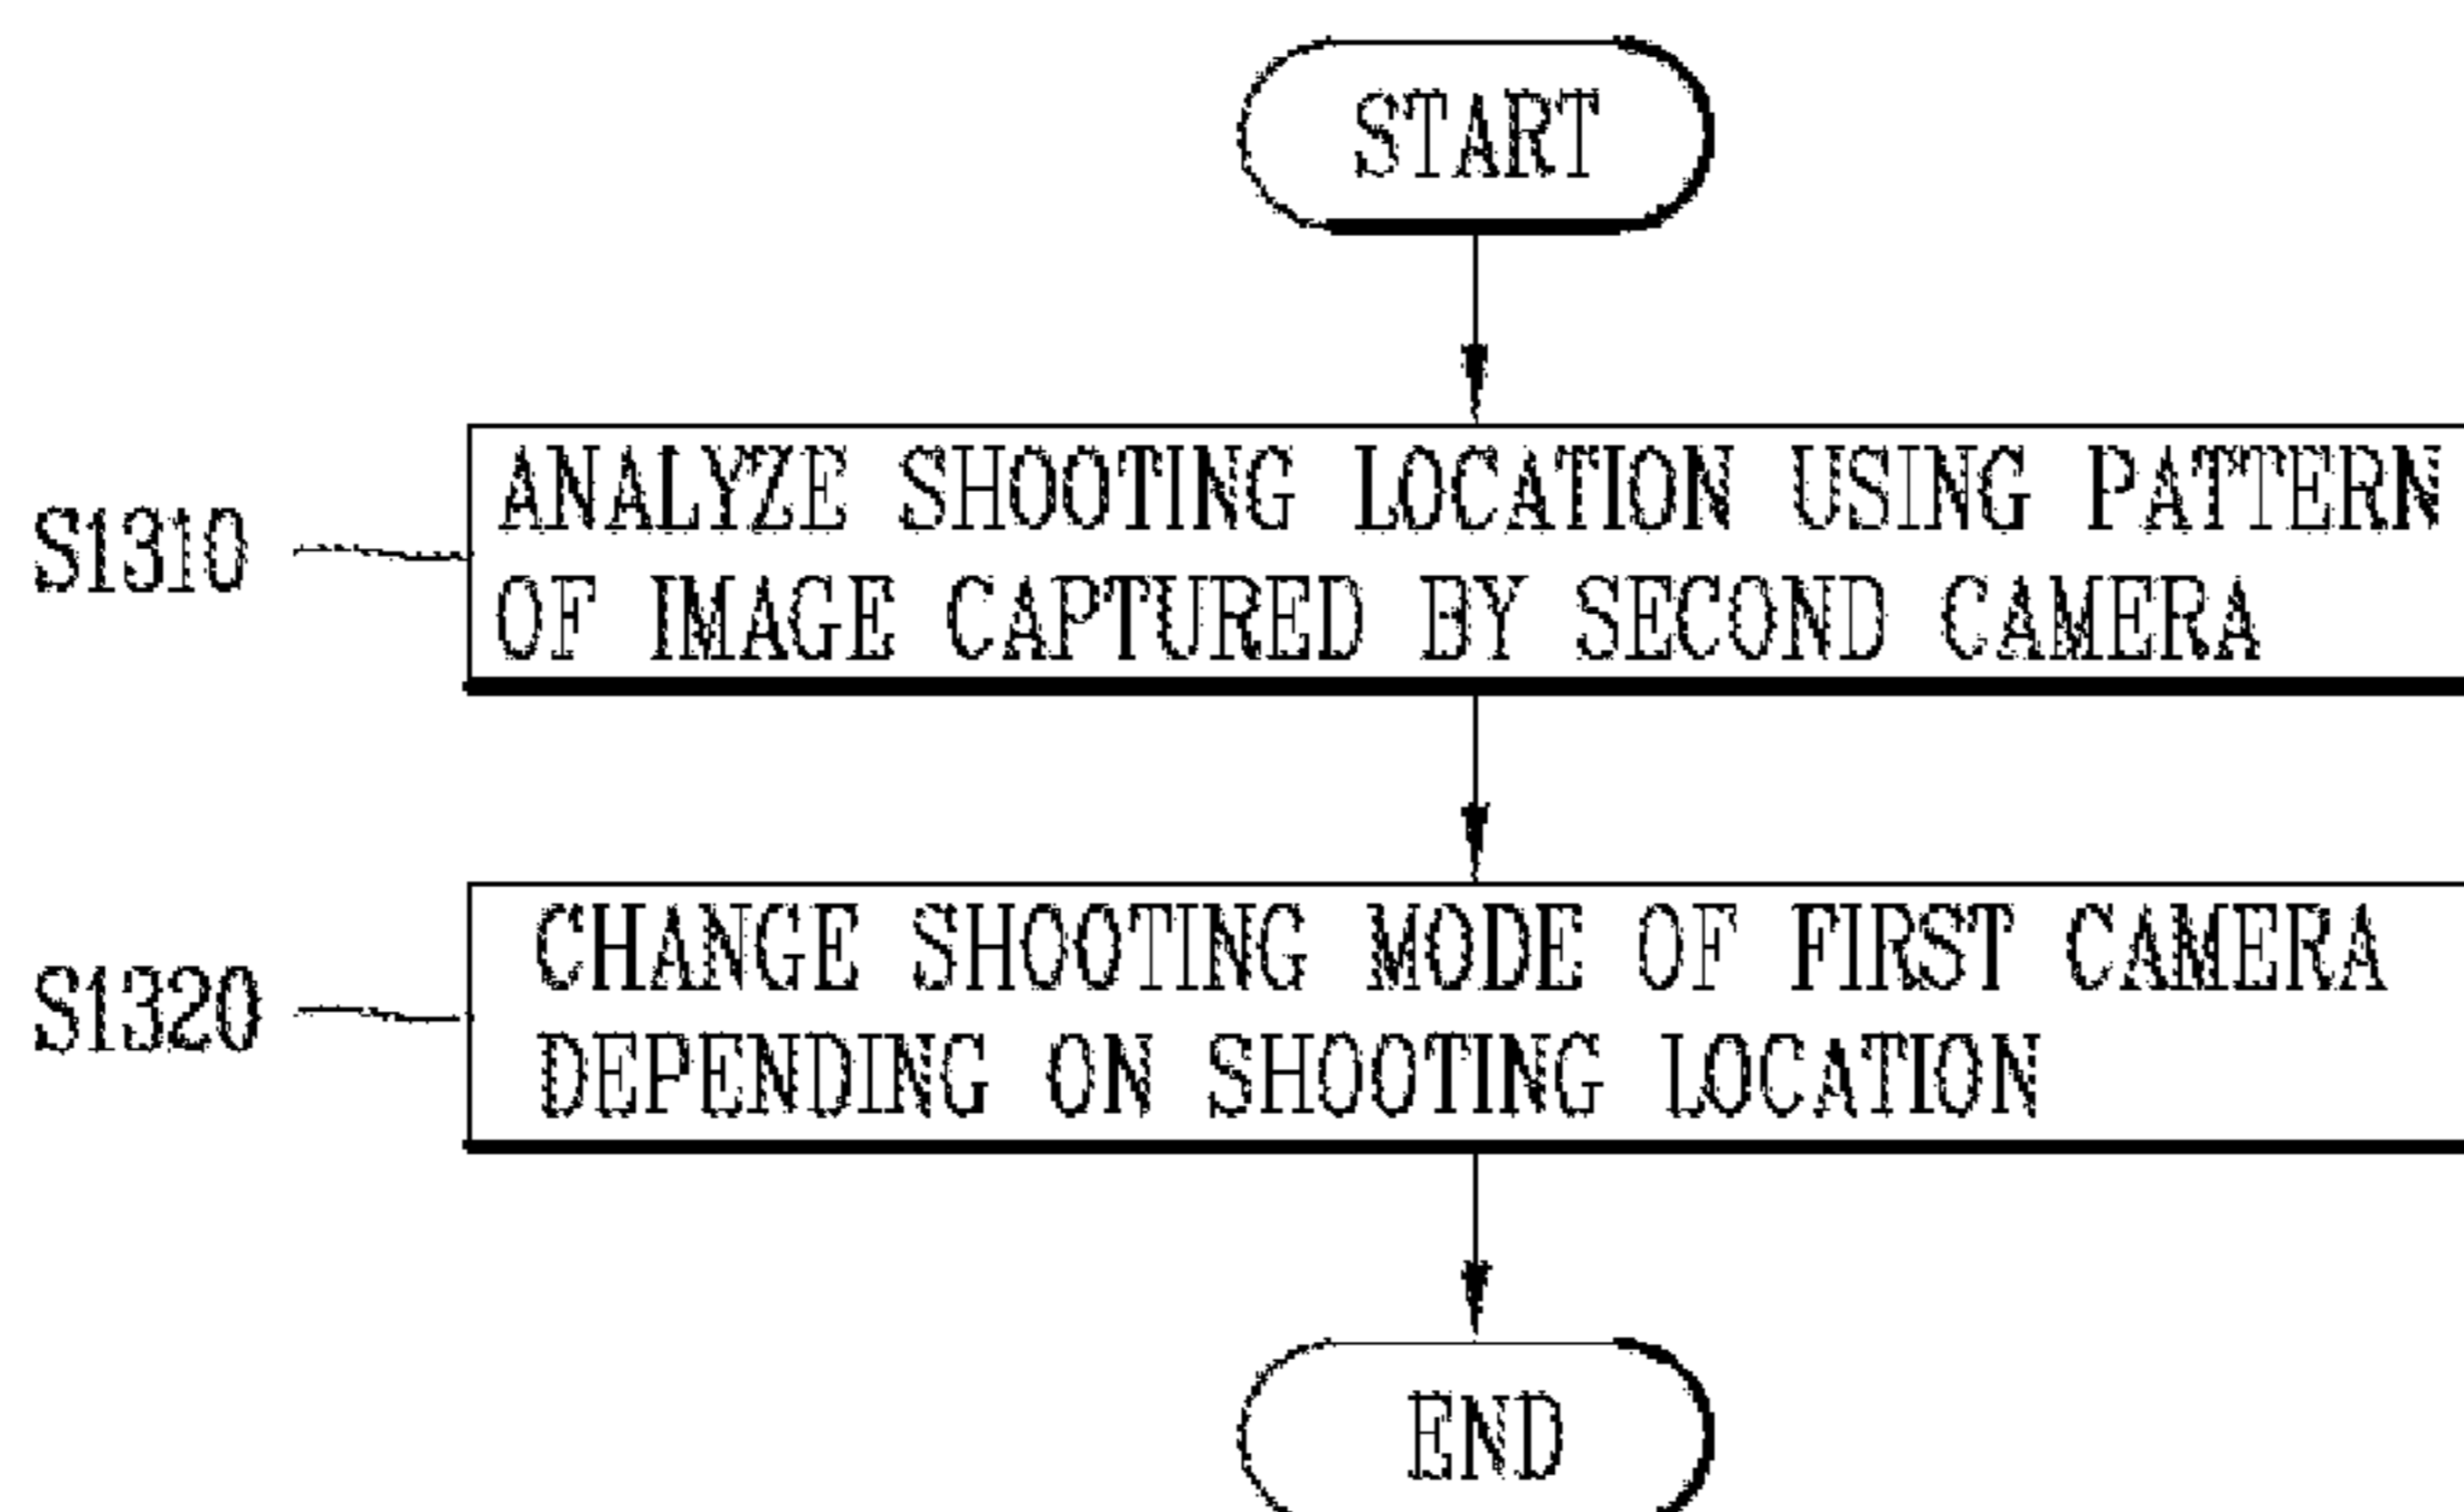 START
S1310
ANALYZE SHOOTING LOCATION USING PATTERN
OF IMAGE CAPTURED BY SECOND CAMERA
S1320
CHANGE SHOOTING MODE OF FIRST CAMERA
DEPENDING ON SHOOTING LOCATION
END